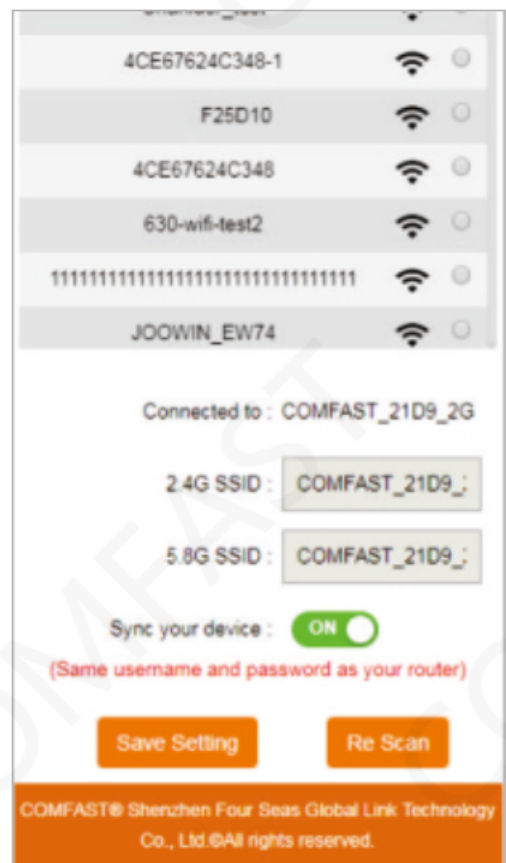 4CE67624C348-1
F25D10
4CE67624C348
630-wifi-test2
11111111111111111111111111111111
JOOWIN_EW74
Connected to : COMFAST_21D9_2G
2.4G SSID : COMFAST_21D9_
5.8G SSID : COMFAST_21D9_
Sync your device : ON
(Same username and password as your router)
Save Setting Re Scan
COMFAST® Shenzhen Four Seas Global Link Technology
Co., Ltd.©All rights reserved.
COMFAST